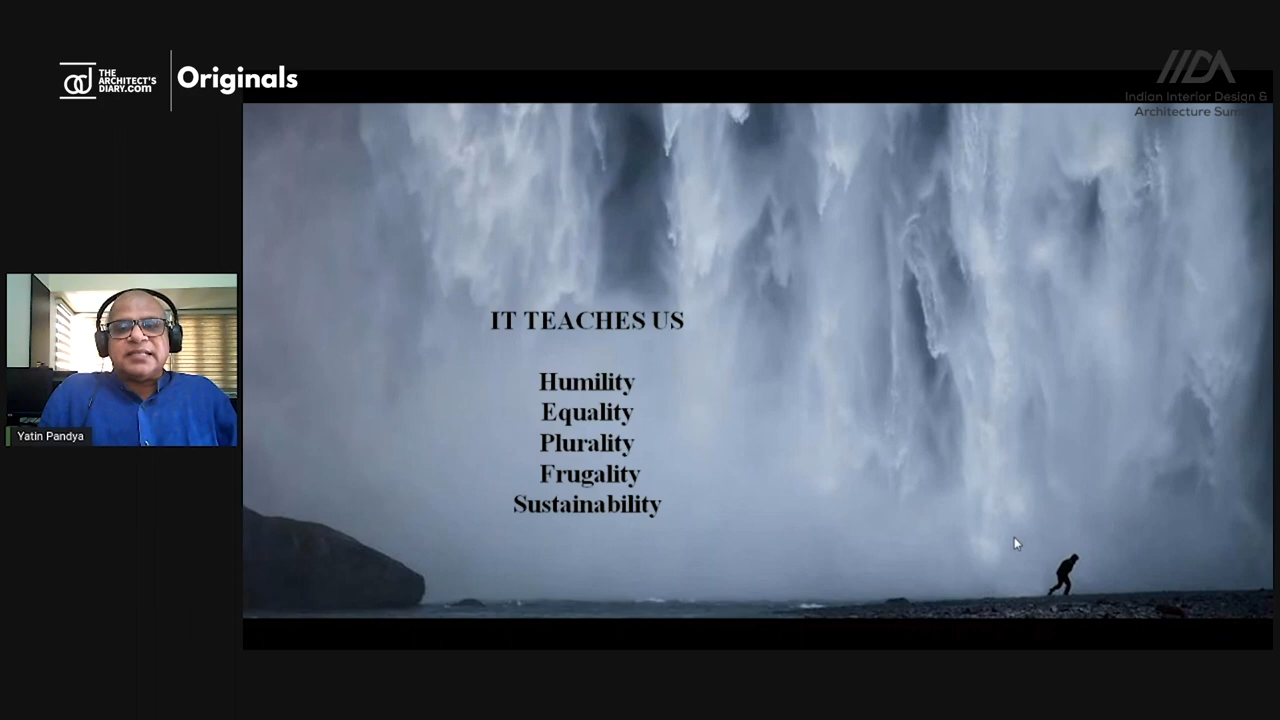 THE
ARCHITECT'S
DIARY.com
Originals
IIDA
Indian Interior Design &
Architecture
IT TEACHES US
Humility
Equality
Plurality
Frugality
Sustainability
Yatin Pandya